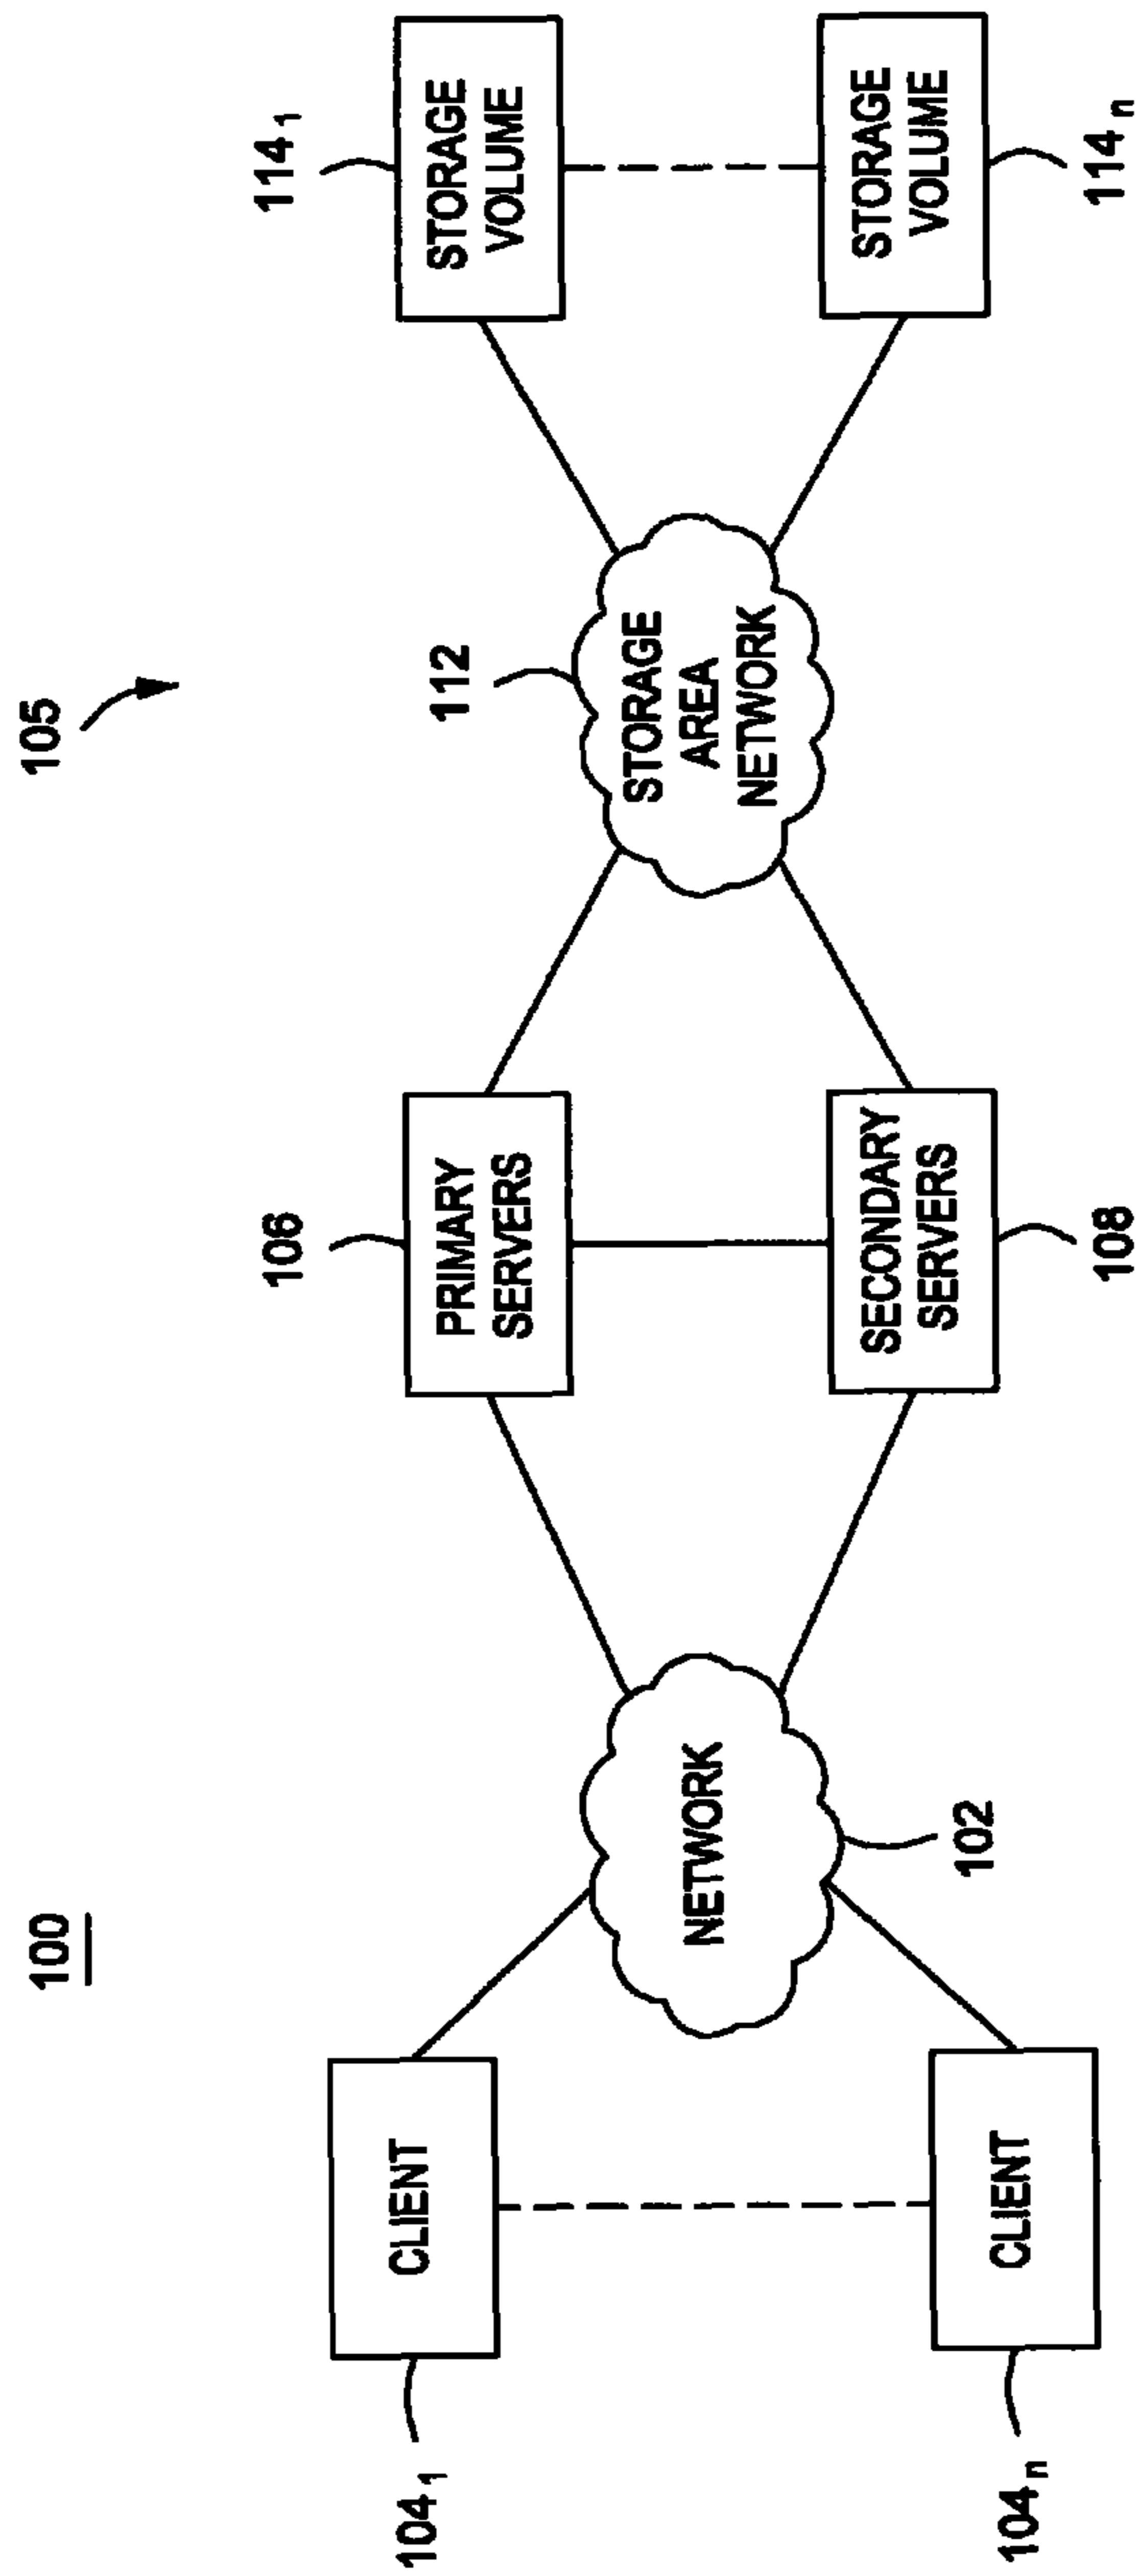 100
105
104₁
CLIENT
104ₙ
CLIENT
NETWORK
102
106
PRIMARY
SERVERS
SECONDARY
SERVERS
108
112
STORAGE
AREA
NETWORK
114₁
STORAGE
VOLUME
STORAGE
VOLUME
114ₙ